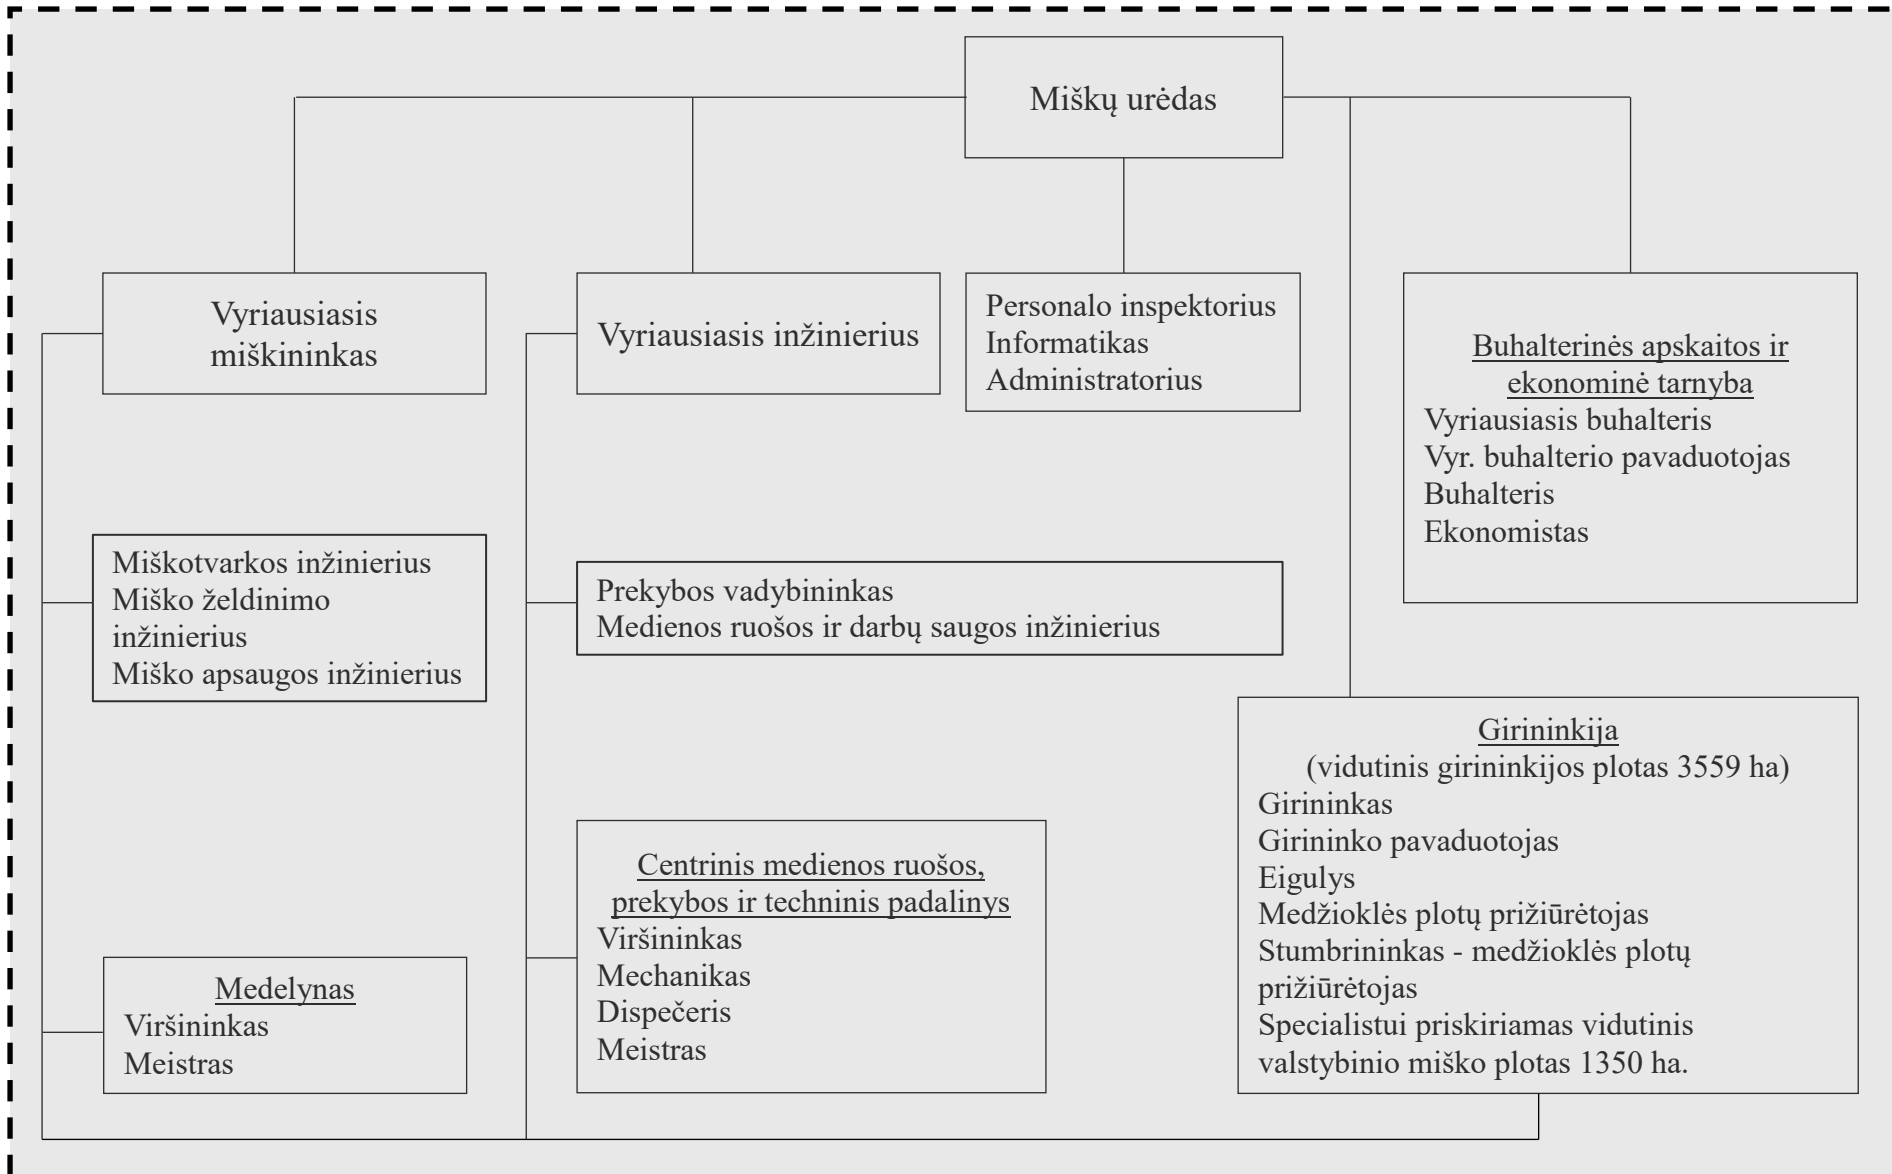 Miškų urėdas
Vyriausiasis
miškininkas
Vyriausiasis inžinierius
Personalo inspektorius
Informatikas
Administratorius
Buhalterinės apskaitos ir
ekonominė tarnyba
Vyriausiasis buhalteris
Vyr. buhalterio pavaduotojas
Buhalteris
Ekonomistas
Miškotvarkos inžinierius
Miško želdinimo
inžinierius
Miško apsaugos inžinierius
Prekybos vadybininkas
Medienos ruošos ir darbų saugos inžinierius
Girininkija
(vidutinis girininkijos plotas 3559 ha)
Girininkas
Girininko pavaduotojas
Eigulys
Medžioklės plotų prižiūrėtojas
Stumbrininkas - medžioklės plotų
prižiūrėtojas
Specialistui priskiriamas vidutinis
valstybinio miško plotas 1350 ha.
Centrinis medienos ruošos,
prekybos ir techninis padalinys
Viršininkas
Mechanikas
Dispečeris
Meistras
Medelynas
Viršininkas
Meistras